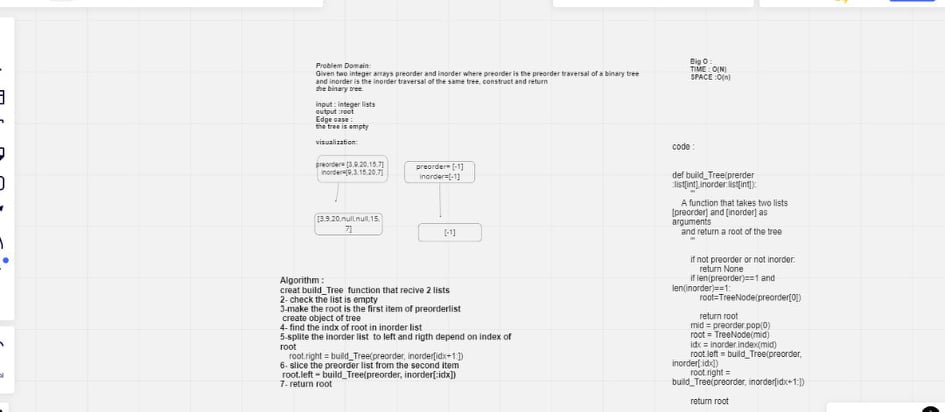 Problem Domain:
Given two integer arrays preorder and inorder where preorder is the preorder traversal of a binary tree
and inorder is the inorder traversal of the same tree, construct and return
the binary tree.
input : integer lists
output :root
Edge case :
the tree is empty
visualization:
preorder= [3,9,20,15,7]
inorder=[9,3,15,20,7]
preorder= [-1]
inorder=[-1]
[3,9,20,null,null,15,
7]
[-1]
Algorithm :
creat build_Tree function that recive 2 lists
2- check the list is empty
3-make the root is the first item of preorderlist
create object of tree
4- find the indx of root in inorder list
5-splite the inorder list to left and rigth depend on index of
root
root.right = build_Tree(preorder, inorder[idx+1:])
6- slice the preorder list from the second item
root.left = build_Tree(preorder, inorder[:idx])
7- return root
Big O :
TIME : O(N)
SPACE :O(n)
code :
def build_Tree(prerder
:list[int],inorder:list[int]):
'''
A function that takes two lists
[preorder] and [inorder] as
arguments
and return a root of the tree
'''
if not preorder or not inorder:
return None
if len(preorder)==1 and
len(inorder)==1:
root=TreeNode(preorder[0])
return root
mid = preorder.pop(0)
root = TreeNode(mid)
idx = inorder.index(mid)
root.left = build_Tree(preorder,
inorder[:idx])
root.right =
build_Tree(preorder, inorder[idx+1:])
return root